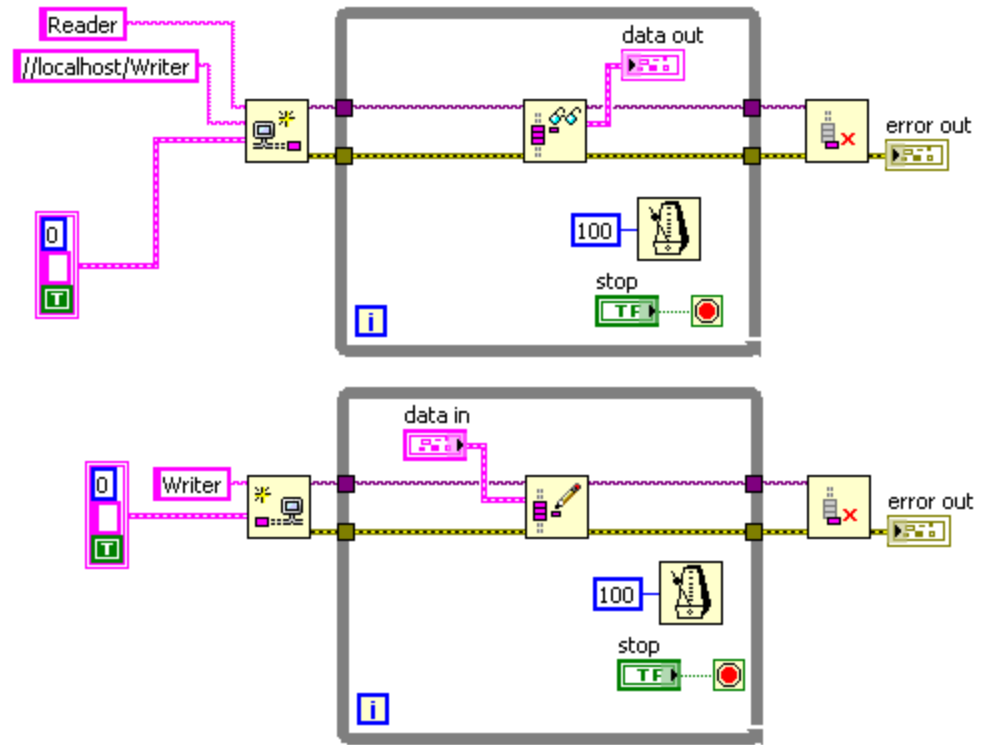 Reader
data out
//localhost/Writer
error out
0
100
T
stop
TF
i
data in
0
Writer
error out
T
100
stop
TF
i